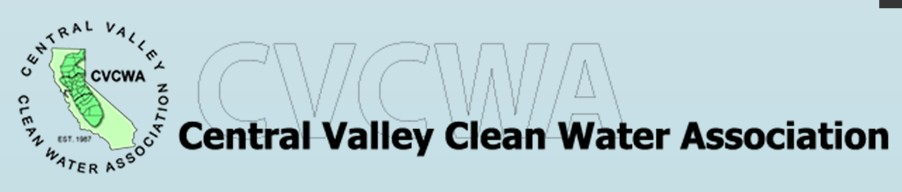 CENTRAL VALLEY
CVCWA
EST. 1987
CLEAN WATER ASSOCIATION
CVCWA
Central Valley Clean Water Association